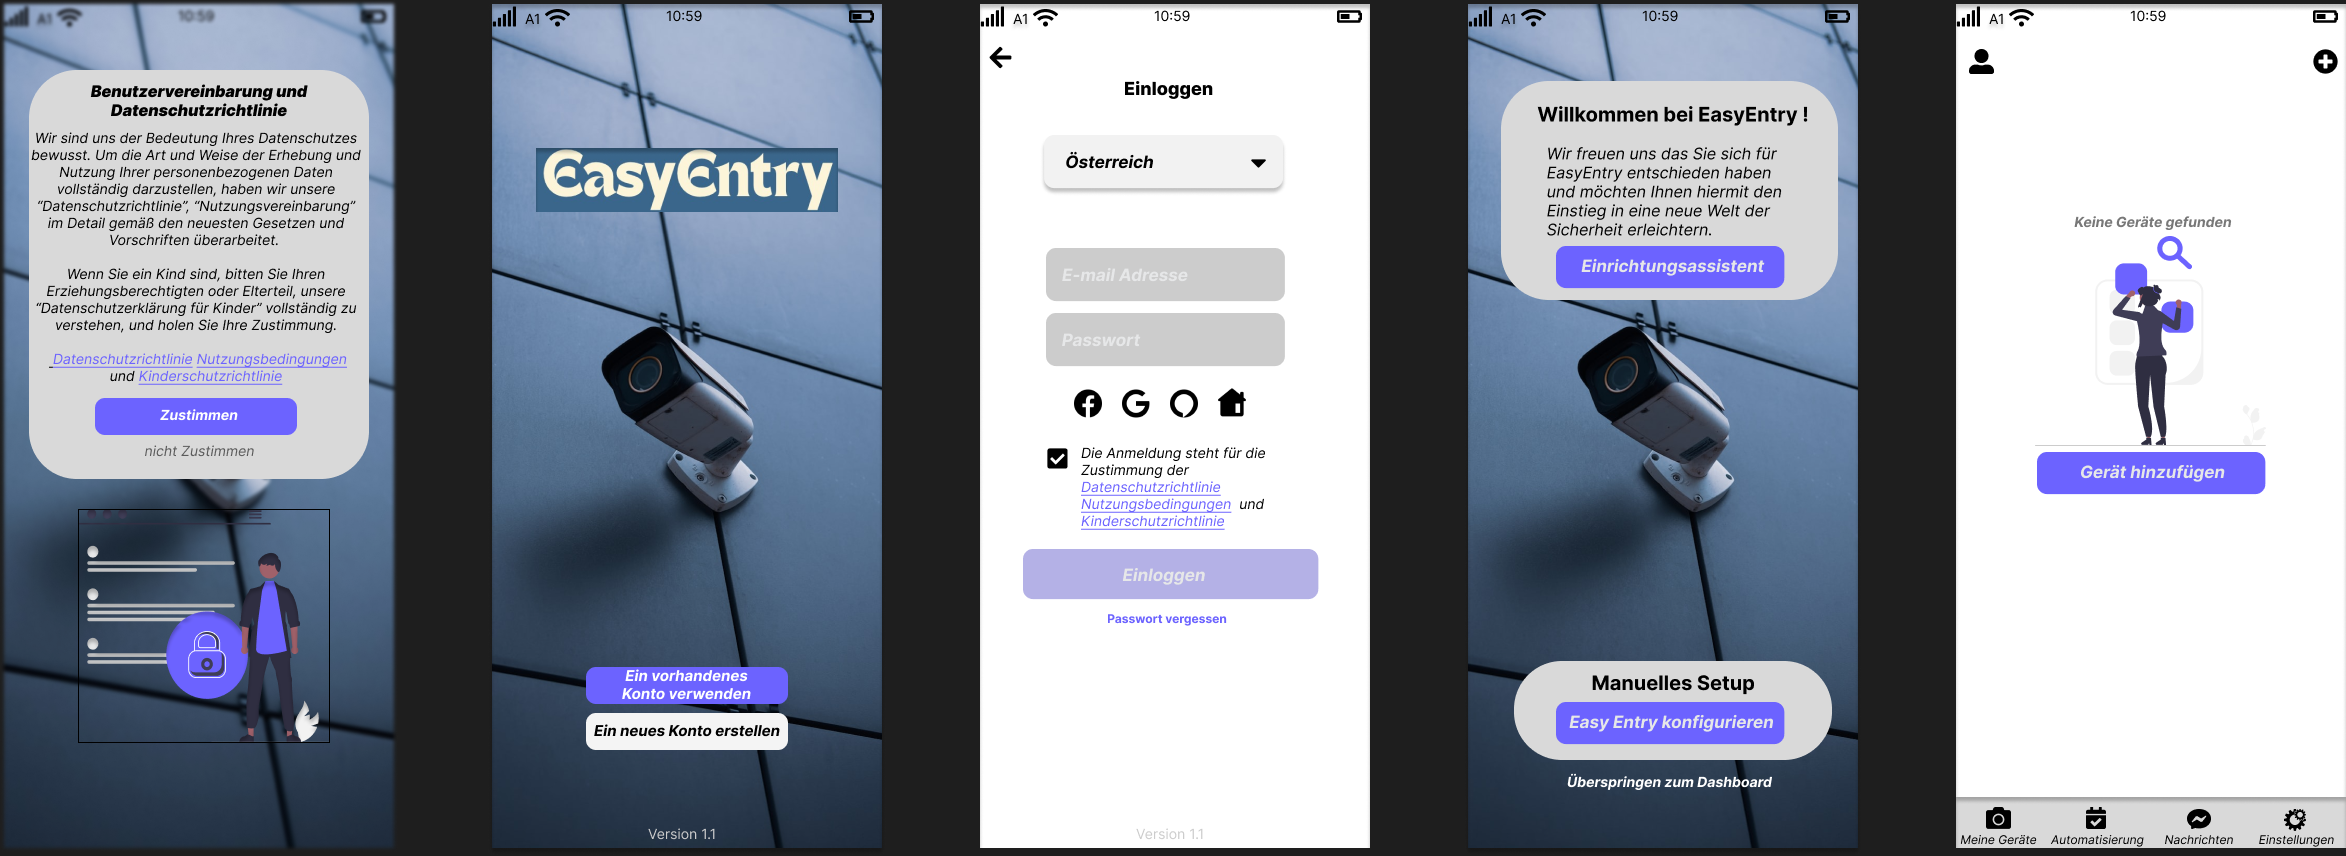 A1
10:59
Benutzervereinbarung und
Datenschutzrichtlinie
Wir sind uns der Bedeutung Ihres Datenschutzes
bewusst. Um die Art und Weise der Erhebung und
Nutzung Ihrer personenbezogenen Daten
vollständig darzustellen, haben wir unsere
“Datenschutzrichtlinie”, “Nutzungsvereinbarung”
im Detail gemäß den neuesten Gesetzen und
Vorschriften überarbeitet.
Wenn Sie ein Kind sind, bitten Sie Ihren
Erziehungsberechtigten oder Elterteil, unsere
“Datenschutzerklärung für Kinder” vollständig zu
verstehen, und holen Sie Ihre Zustimmung.
Datenschutzrichtlinie Nutzungsbedingungen
und Kinderschutzrichtlinie
Zustimmen
nicht Zustimmen
A1
10:59
EasyEntry
Ein vorhandenes
Konto verwenden
Ein neues Konto erstellen
Version 1.1
A1
10:59
Einloggen
Österreich
E-mail Adresse
Passwort
Die Anmeldung steht für die
Zustimmung der
Datenschutzrichtlinie
Nutzungsbedingungen und
Kinderschutzrichtlinie
Einloggen
Passwort vergessen
Version 1.1
A1
10:59
Willkommen bei EasyEntry !
Wir freuen uns das Sie sich für
EasyEntry entschieden haben
und möchten Ihnen hiermit den
Einstieg in eine neue Welt der
Sicherheit erleichtern.
Einrichtungsassistent
Manuelles Setup
Easy Entry konfigurieren
Überspringen zum Dashboard
A1
10:59
Keine Geräte gefunden
Gerät hinzufügen
Meine Geräte
Automatisierung
Nachrichten
Einstellungen